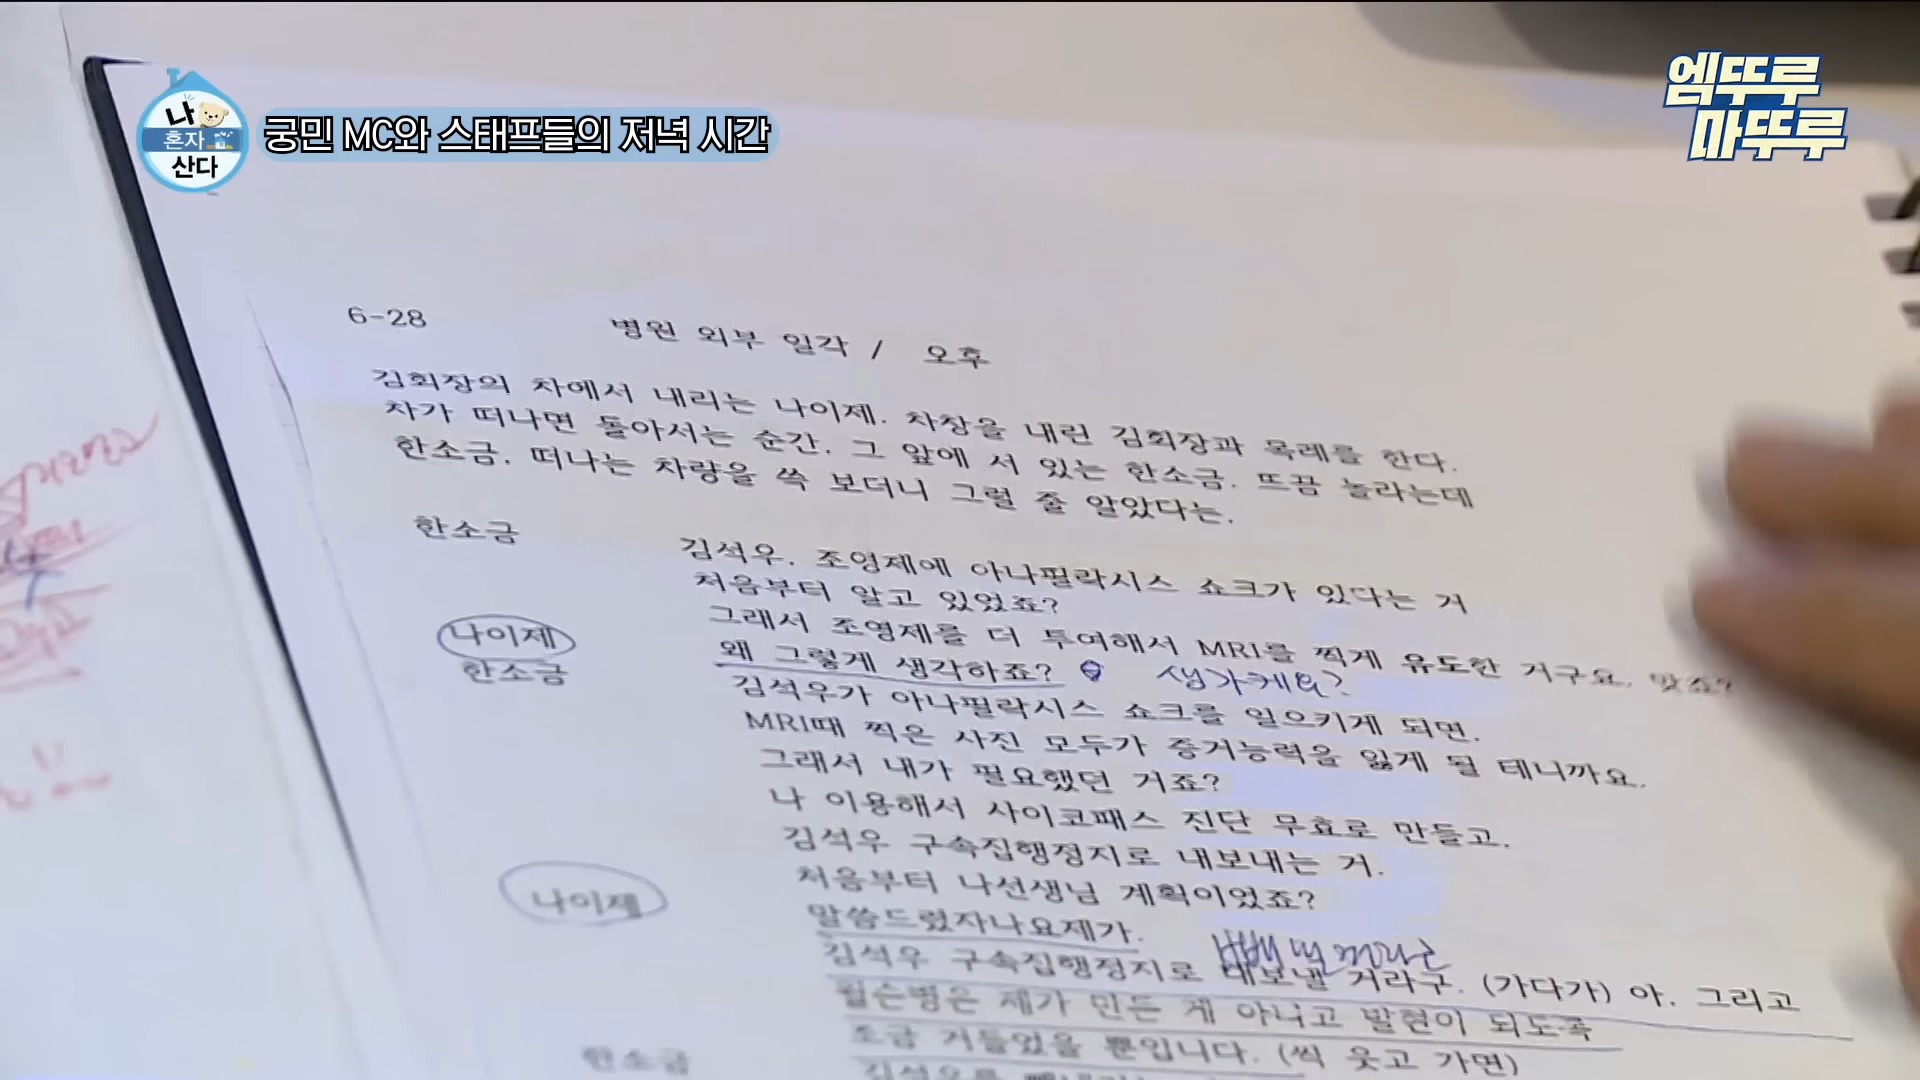 나
혼자
산다
궁민 MC와 스태프들의 저녁 시간
엠뚜루
마뚜루
6-28 병원 외부 일각 / 오후
김회장의 차에서 내리는 나이제. 차창을 내린 김회장과 목례를 한다.
차가 떠나면 돌아서는 순간, 그 앞에 서 있는 한소금. 뜨끔 놀라는데
한소금, 떠나는 차량을 쓱 보더니 그럴 줄 알았다는.
한소금 김석우, 조영제에 아나필락시스 쇼크가 있다는 거
처음부터 알고 있었죠?
그래서 조영제를 더 투여해서 MRI를 찍게 유도한 거구요. 맞죠?
나이제 왜 그렇게 생각하죠? 생각해요?
한소금 김석우가 아나필락시스 쇼크를 일으키게 되면,
MRI때 찍은 사진 모두가 증거능력을 잃게 될 테니까요.
그래서 내가 필요했던 거죠?
나 이용해서 사이코패스 진단 무효로 만들고,
김석우 구속집행정지로 내보내는 거.
처음부터 나선생님 계획이었죠?
나이제 말씀드렸자나요제가.
김석우 구속집행정지로 내보낼 거라구. (가다가) 아, 그리고
윌슨병은 제가 만든 게 아니고 발현이 되도록
조금 거들었을 뿐입니다. (씩 웃고 가면)
한소금 김석우를